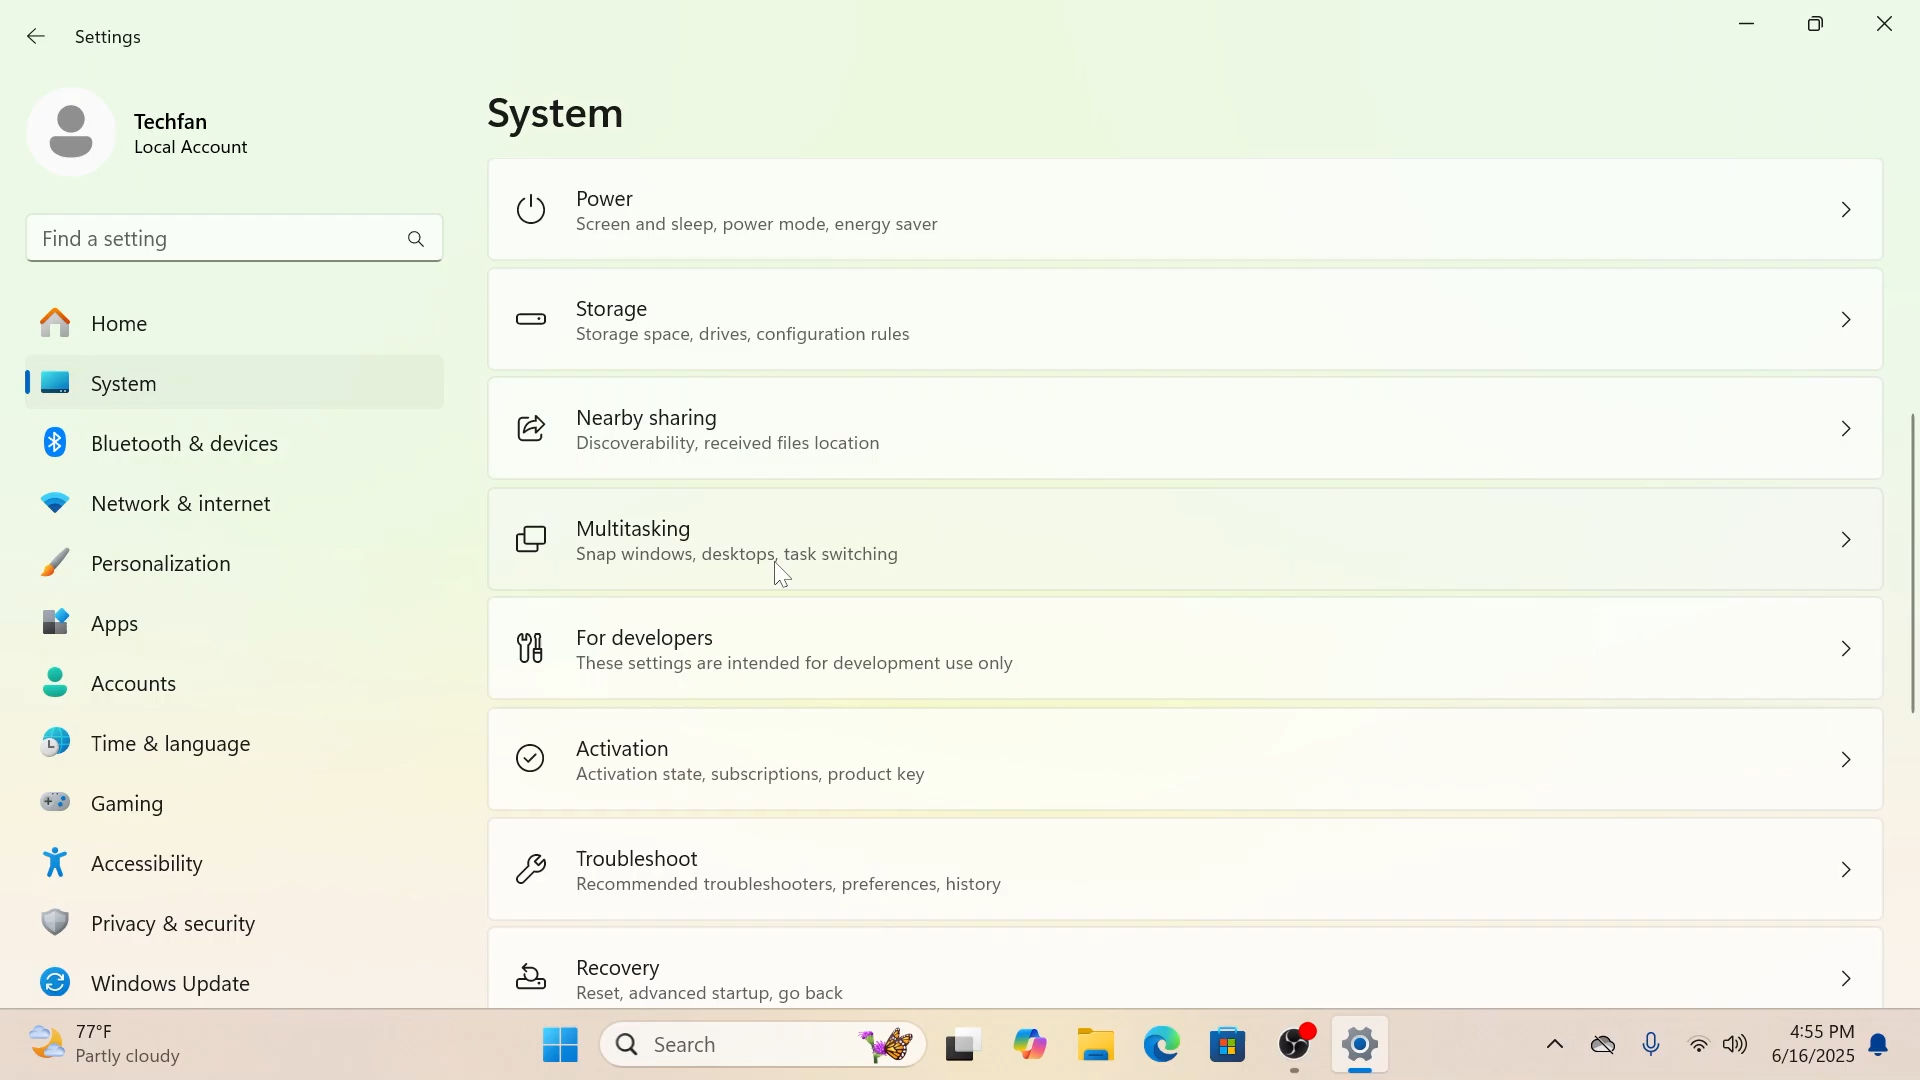 Settings
Techfan
Local Account
Find a setting
Home
System
Bluetooth & devices
Network & internet
Personalization
Apps
Accounts
Time & language
Gaming
Accessibility
Privacy & security
Windows Update
System
Power
Screen and sleep, power mode, energy saver
Storage
Storage space, drives, configuration rules
Nearby sharing
Discoverability, received files location
Multitasking
Snap windows, desktops, task switching
For developers
These settings are intended for development use only
Activation
Activation state, subscriptions, product key
Troubleshoot
Recommended troubleshooters, preferences, history
Recovery
Reset, advanced startup, go back
77°F
Partly cloudy
Search
4:55 PM
6/16/2025